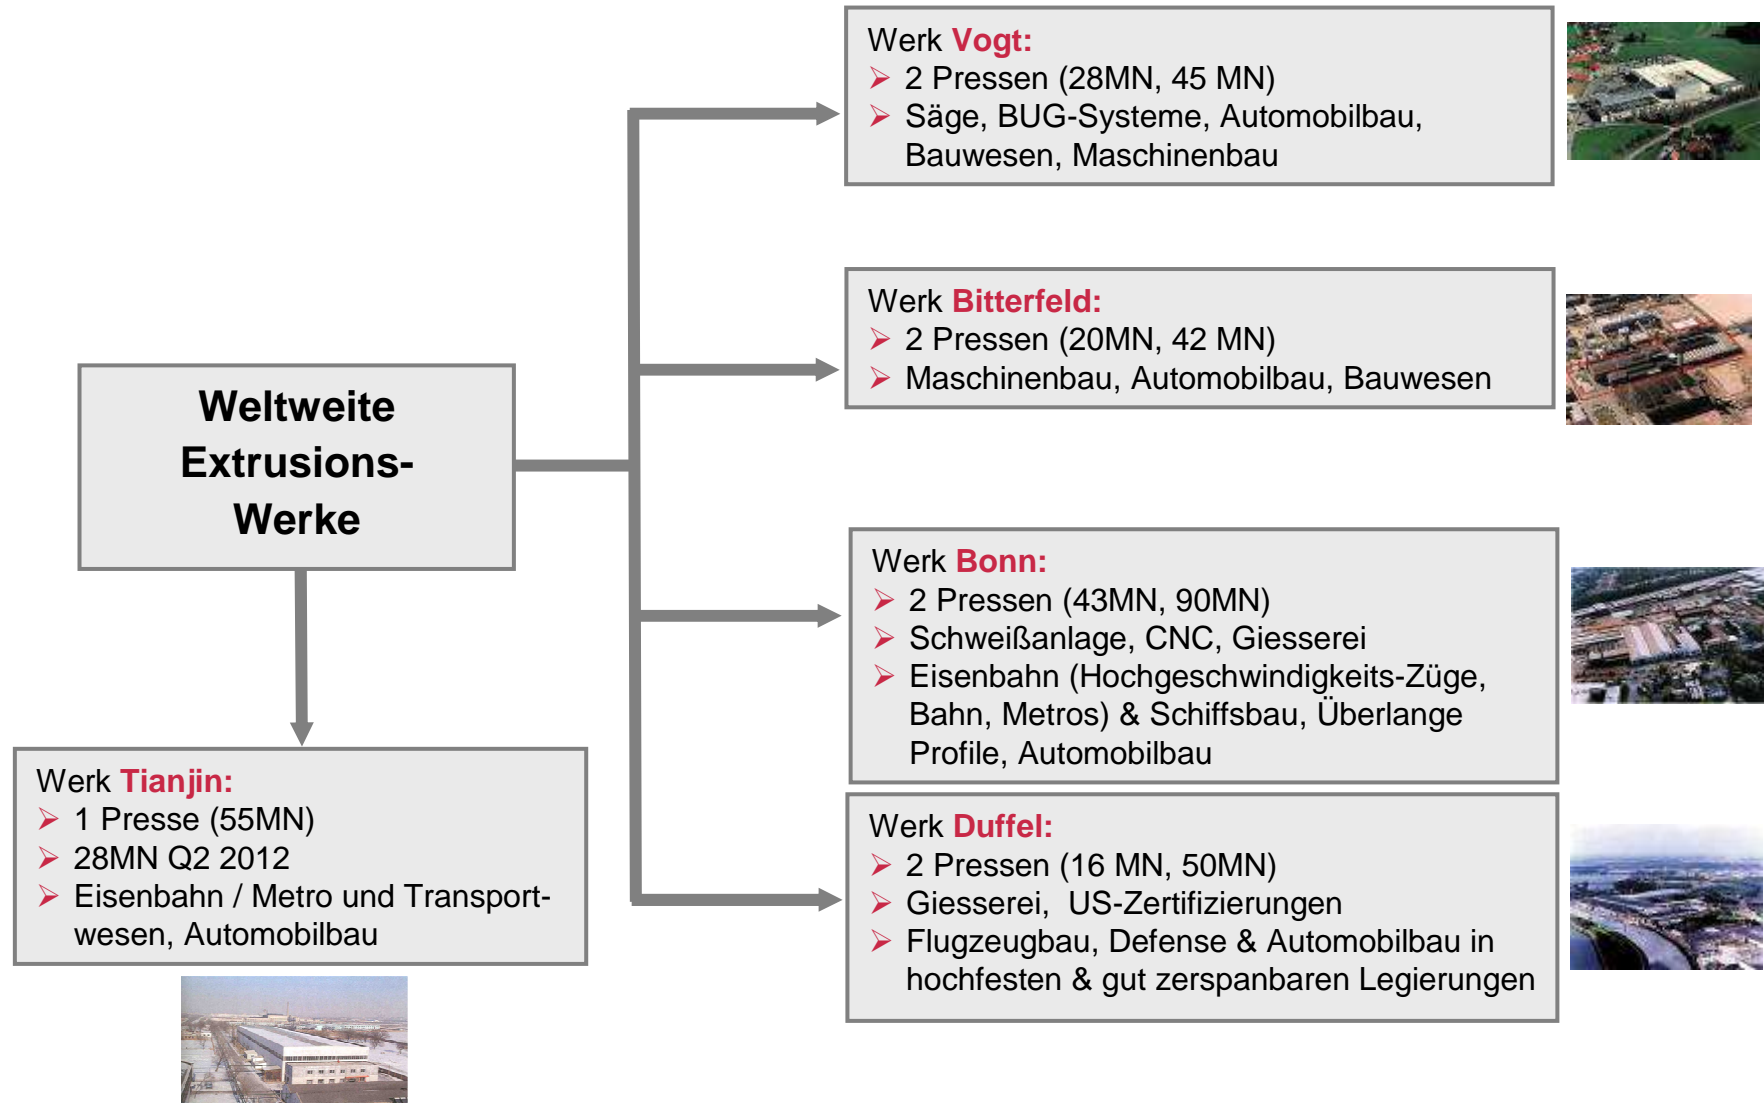 Werk Vogt:
2 Pressen (28MN, 45 MN)
Säge, BUG-Systeme, Automobilbau,
Bauwesen, Maschinenbau
Werk Bitterfeld:
2 Pressen (20MN, 42 MN)
Maschinenbau, Automobilbau, Bauwesen
Weltweite
Extrusions-
Werke
Werk Bonn:
2 Pressen (43MN, 90MN)
Schweißanlage, CNC, Giesserei
Eisenbahn (Hochgeschwindigkeits-Züge,
Bahn, Metros) & Schiffsbau, Überlange
Profile, Automobilbau
Werk Tianjin:
1 Presse (55MN)
28MN Q2 2012
Eisenbahn / Metro und Transport-
wesen, Automobilbau
Werk Duffel:
2 Pressen (16 MN, 50MN)
Giesserei,  US-Zertifizierungen
Flugzeugbau, Defense & Automobilbau in
hochfesten & gut zerspanbaren Legierungen